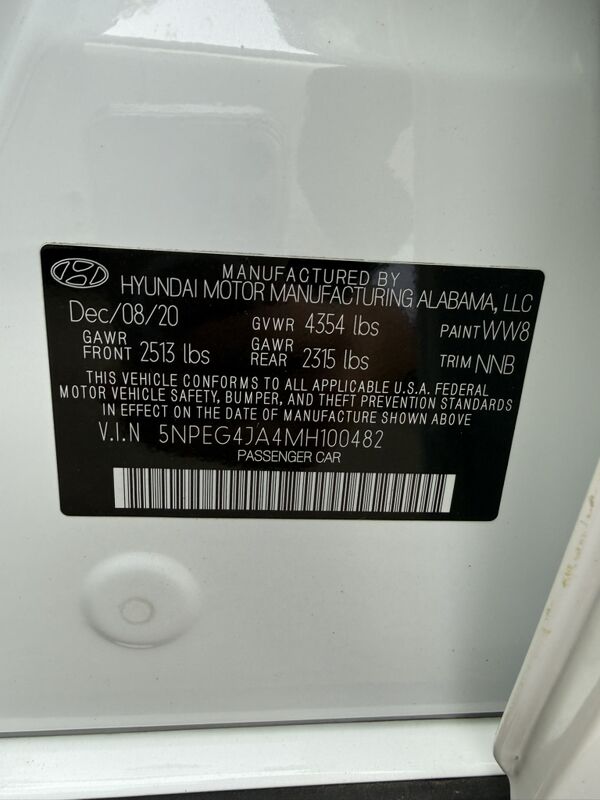 MANUFACTURED BY
HYUNDAI MOTOR MANUFACTURING ALABAMA, LLC
Dec/08/20 GVWR 4354 lbs PAINT WW8
GAWR FRONT 2513 lbs GAWR REAR 2315 lbs TRIM NNB
THIS VEHICLE CONFORMS TO ALL APPLICABLE U.S.A. FEDERAL
MOTOR VEHICLE SAFETY, BUMPER, AND THEFT PREVENTION STANDARDS
IN EFFECT ON THE DATE OF MANUFACTURE SHOWN ABOVE
V.I.N 5NPEG4JA4MH100482
PASSENGER CAR